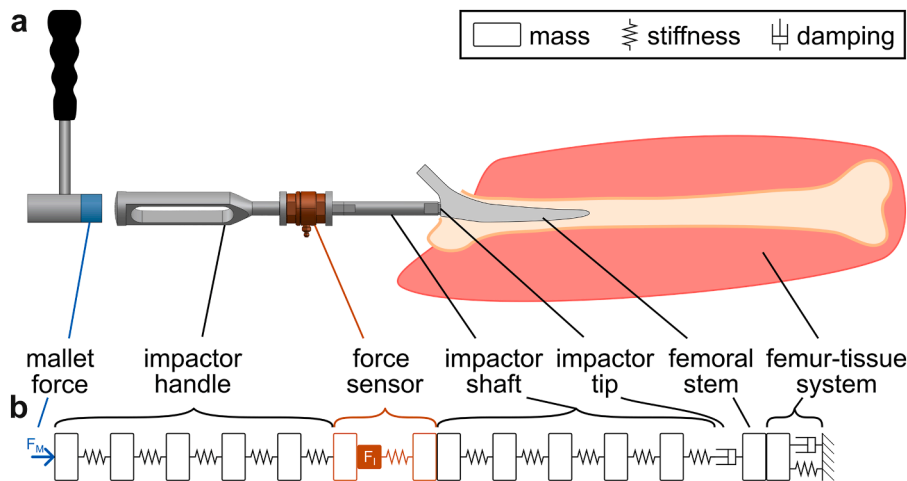 a
mass
stiffness
damping
mallet
force
impactor
handle
force
sensor
impactor
shaft
impactor
tip
femoral
stem
femur-tissue
system
b
FM
FI